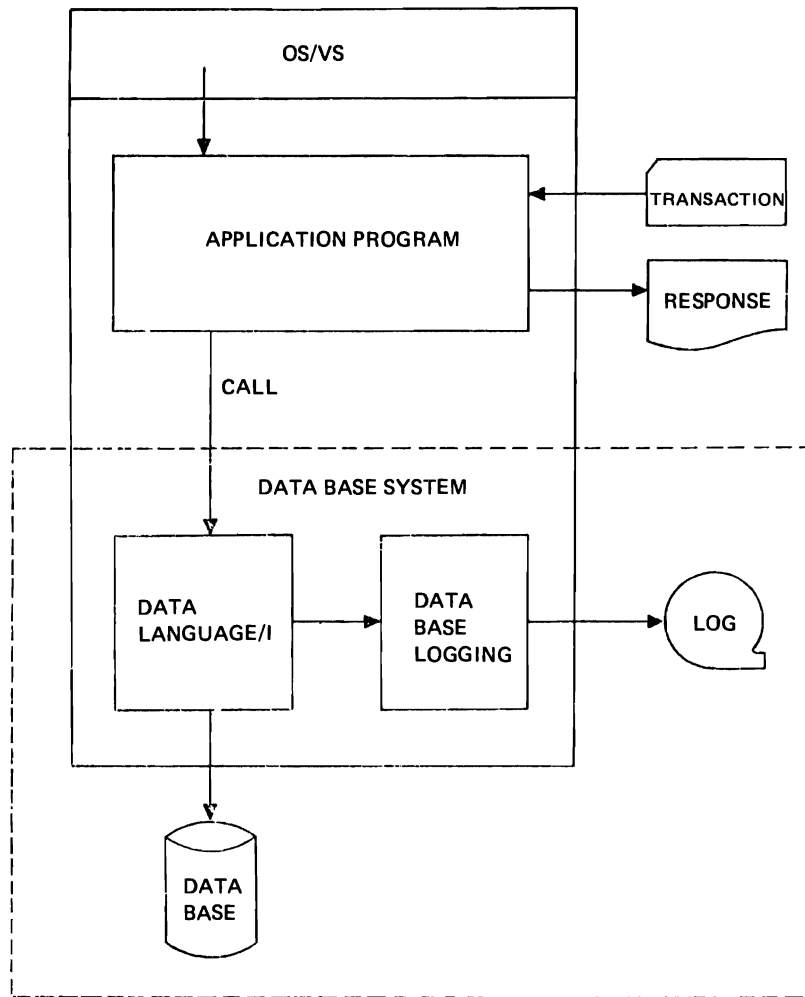 OS/VS
APPLICATION PROGRAM
TRANSACTION
RESPONSE
CALL
DATA BASE SYSTEM
DATA
LANGUAGE/I
DATA
BASE
LOGGING
LOG
DATA
BASE